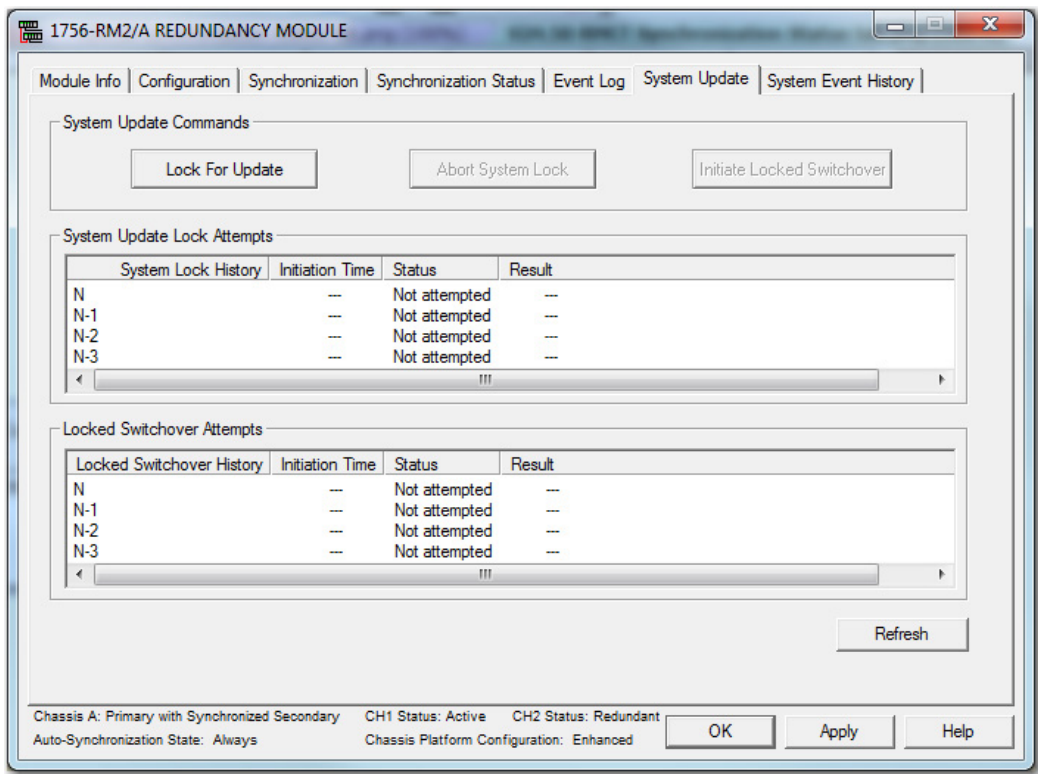 1756-RM2/A REDUNDANCY MODULE
Module Info Configuration Synchronization Synchronization Status Event Log System Update System Event History
System Update Commands
Lock For Update Abort System Lock Initiate Locked Switchover
System Update Lock Attempts
System Lock History Initiation Time Status Result
N --- Not attempted ---
N-1 --- Not attempted ---
N-2 --- Not attempted ---
N-3 --- Not attempted ---
Locked Switchover Attempts
Locked Switchover History Initiation Time Status Result
N --- Not attempted ---
N-1 --- Not attempted ---
N-2 --- Not attempted ---
N-3 --- Not attempted ---
Refresh
Chassis A: Primary with Synchronized Secondary CH1 Status: Active CH2 Status: Redundant
Auto-Synchronization State: Always Chassis Platform Configuration: Enhanced
OK Apply Help